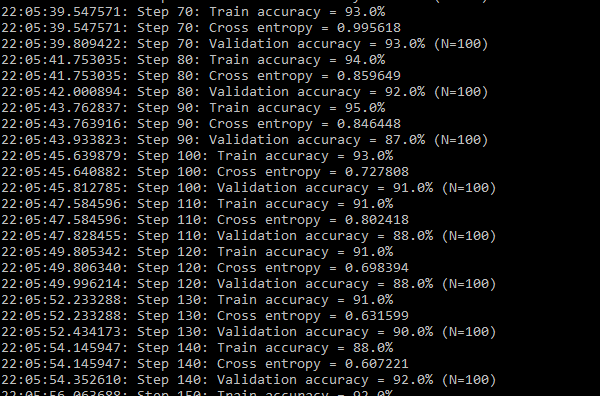 22:05:39.547571: Step 70: Train accuracy = 93.0%
22:05:39.547571: Step 70: Cross entropy = 0.995618
22:05:39.809422: Step 70: Validation accuracy = 93.0% (N=100)
22:05:41.753035: Step 80: Train accuracy = 94.0%
22:05:41.753035: Step 80: Cross entropy = 0.859649
22:05:42.000894: Step 80: Validation accuracy = 92.0% (N=100)
22:05:43.762837: Step 90: Train accuracy = 95.0%
22:05:43.763916: Step 90: Cross entropy = 0.846448
22:05:43.933823: Step 90: Validation accuracy = 87.0% (N=100)
22:05:45.639879: Step 100: Train accuracy = 93.0%
22:05:45.640882: Step 100: Cross entropy = 0.727808
22:05:45.812785: Step 100: Validation accuracy = 91.0% (N=100)
22:05:47.584596: Step 110: Train accuracy = 91.0%
22:05:47.584596: Step 110: Cross entropy = 0.802418
22:05:47.828455: Step 110: Validation accuracy = 88.0% (N=100)
22:05:49.805342: Step 120: Train accuracy = 91.0%
22:05:49.806340: Step 120: Cross entropy = 0.698394
22:05:49.996214: Step 120: Validation accuracy = 88.0% (N=100)
22:05:52.233288: Step 130: Train accuracy = 91.0%
22:05:52.233288: Step 130: Cross entropy = 0.631599
22:05:52.434173: Step 130: Validation accuracy = 90.0% (N=100)
22:05:54.145947: Step 140: Train accuracy = 88.0%
22:05:54.145947: Step 140: Cross entropy = 0.607221
22:05:54.352610: Step 140: Validation accuracy = 92.0% (N=100)
22:05:56.063688: Step 150: Train accuracy = 92.0%